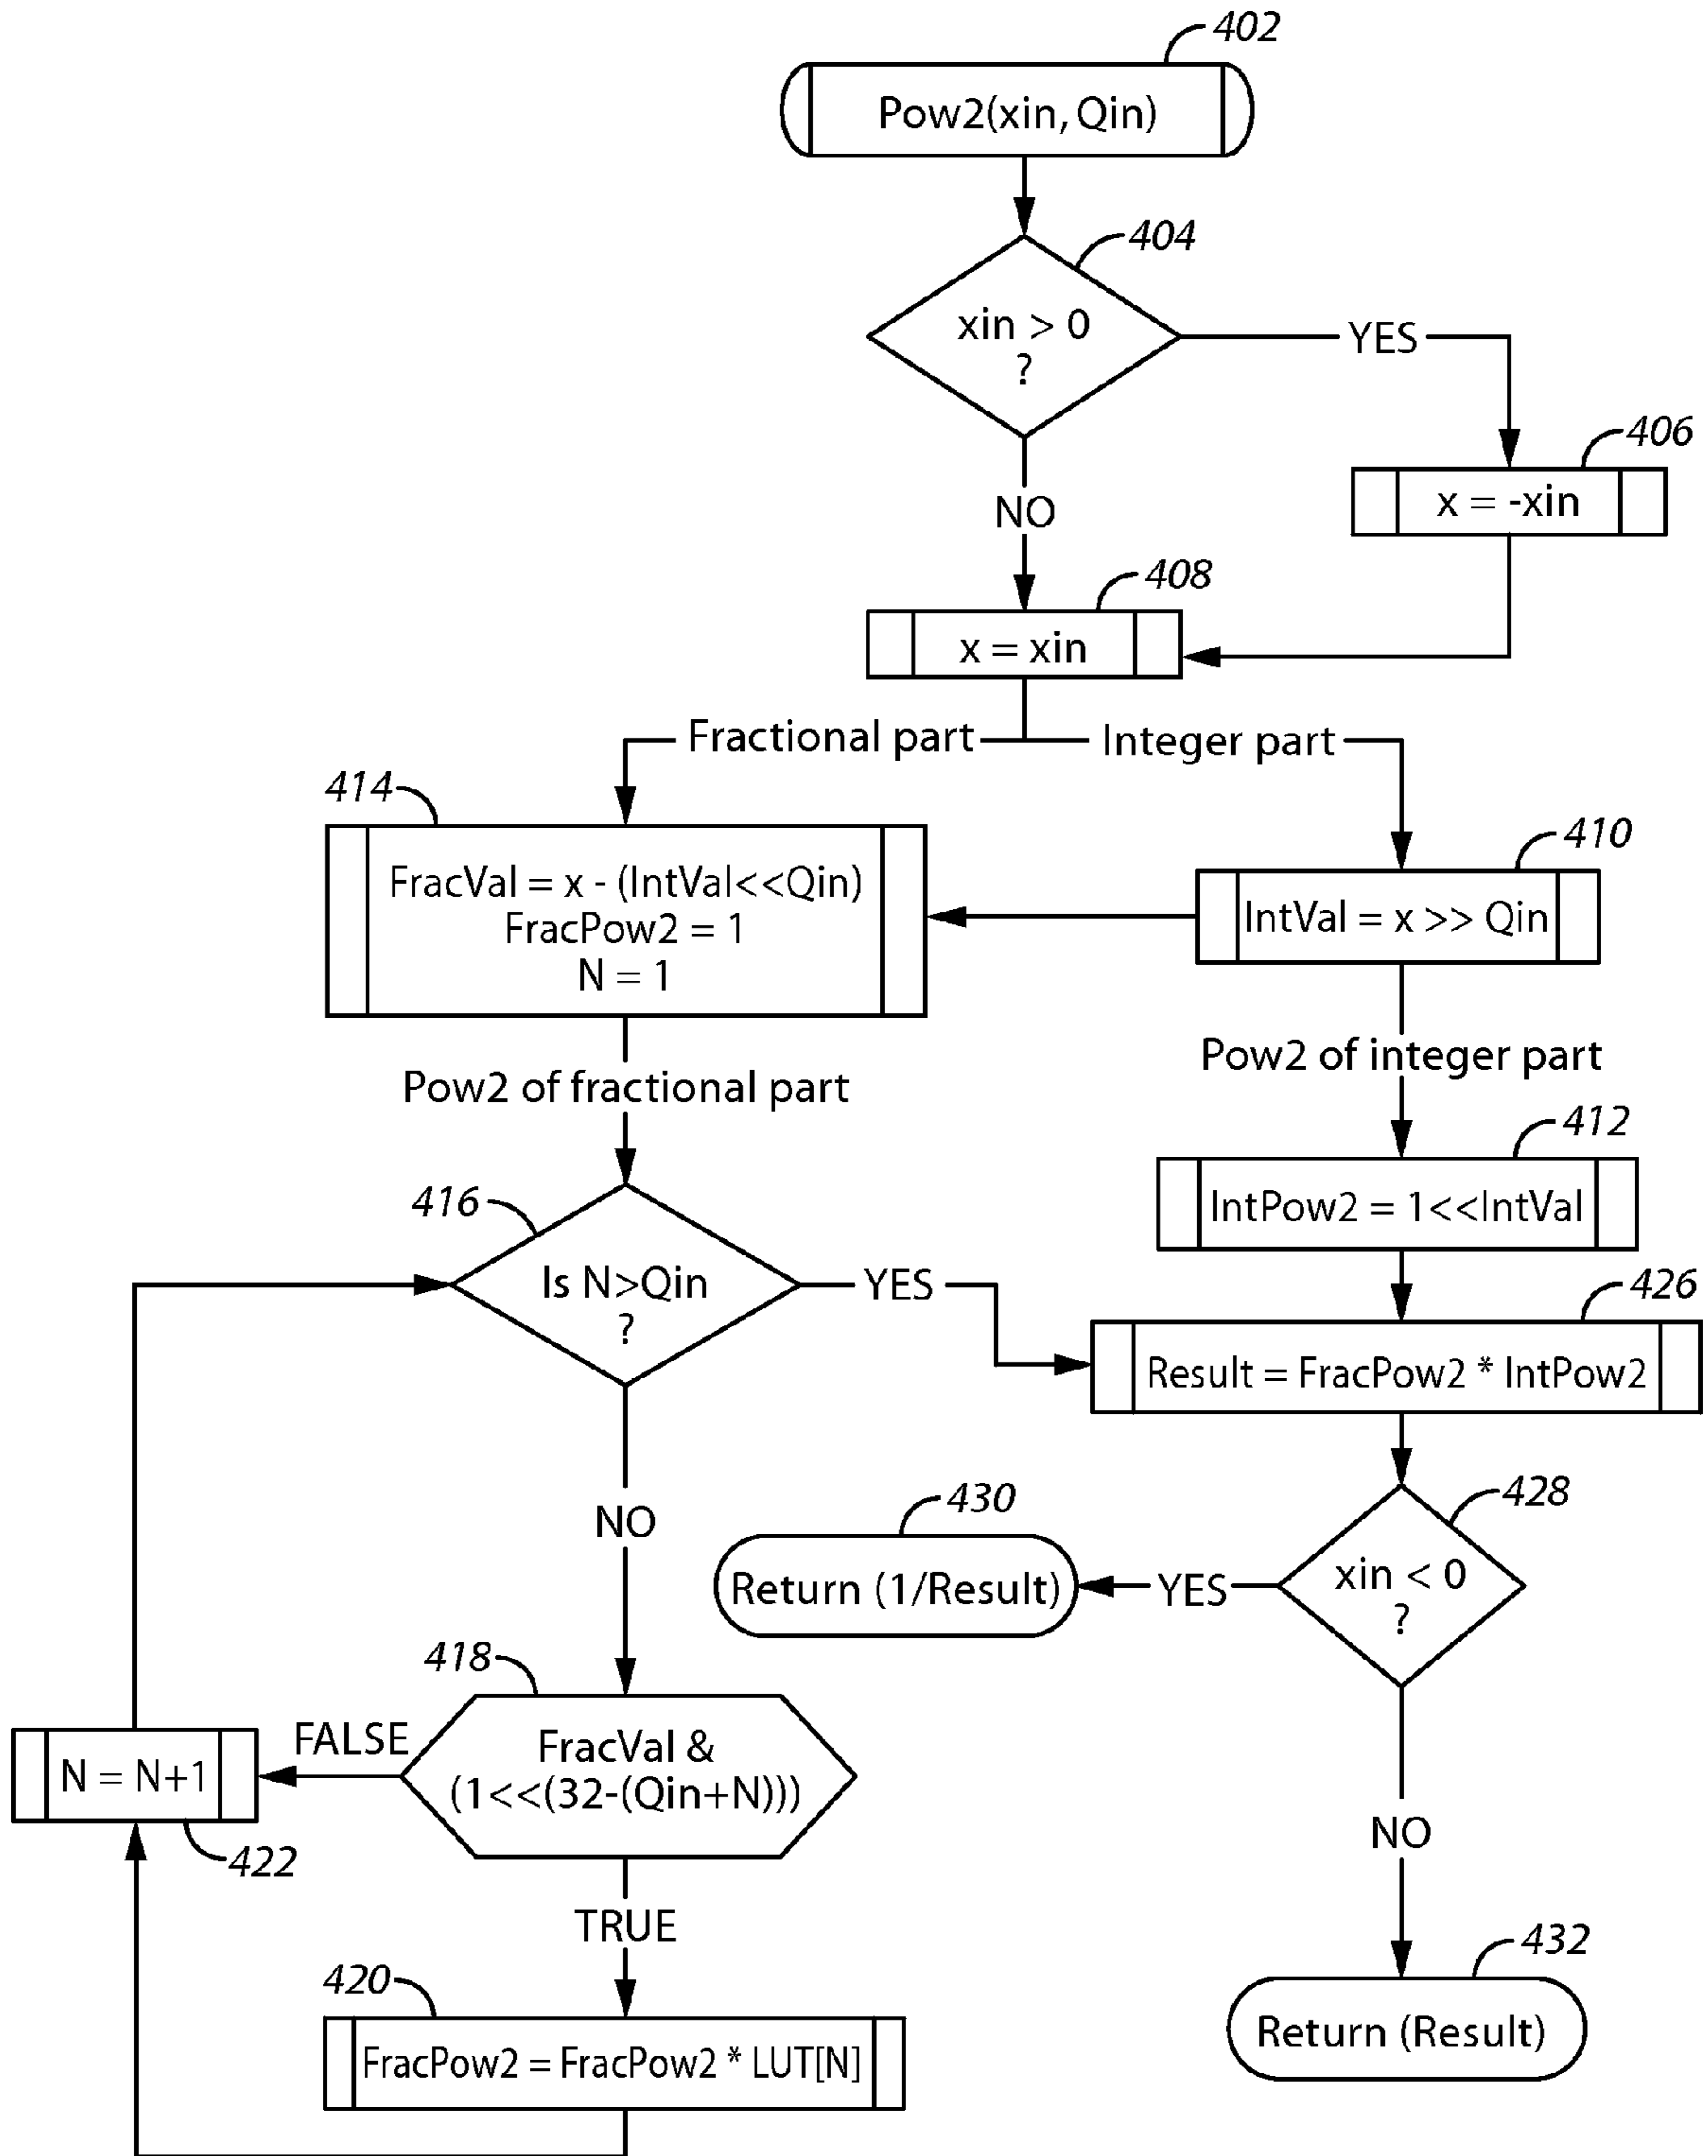 402
Pow2(xin, Qin)
404
xin > 0
?
YES
406
x = -xin
NO
408
x = xin
Fractional part
Integer part
414
FracVal = x - (IntVal<<Qin)
FracPow2 = 1
N = 1
410
IntVal = x >> Qin
Pow2 of fractional part
Pow2 of integer part
412
IntPow2 = 1<<IntVal
416
Is N>Qin
?
YES
426
Result = FracPow2 * IntPow2
NO
428
xin < 0
?
YES
430
Return (1/Result)
418
FracVal &
(1<<(32-(Qin+N)))
FALSE
N = N+1
422
TRUE
420
FracPow2 = FracPow2 * LUT[N]
NO
432
Return (Result)